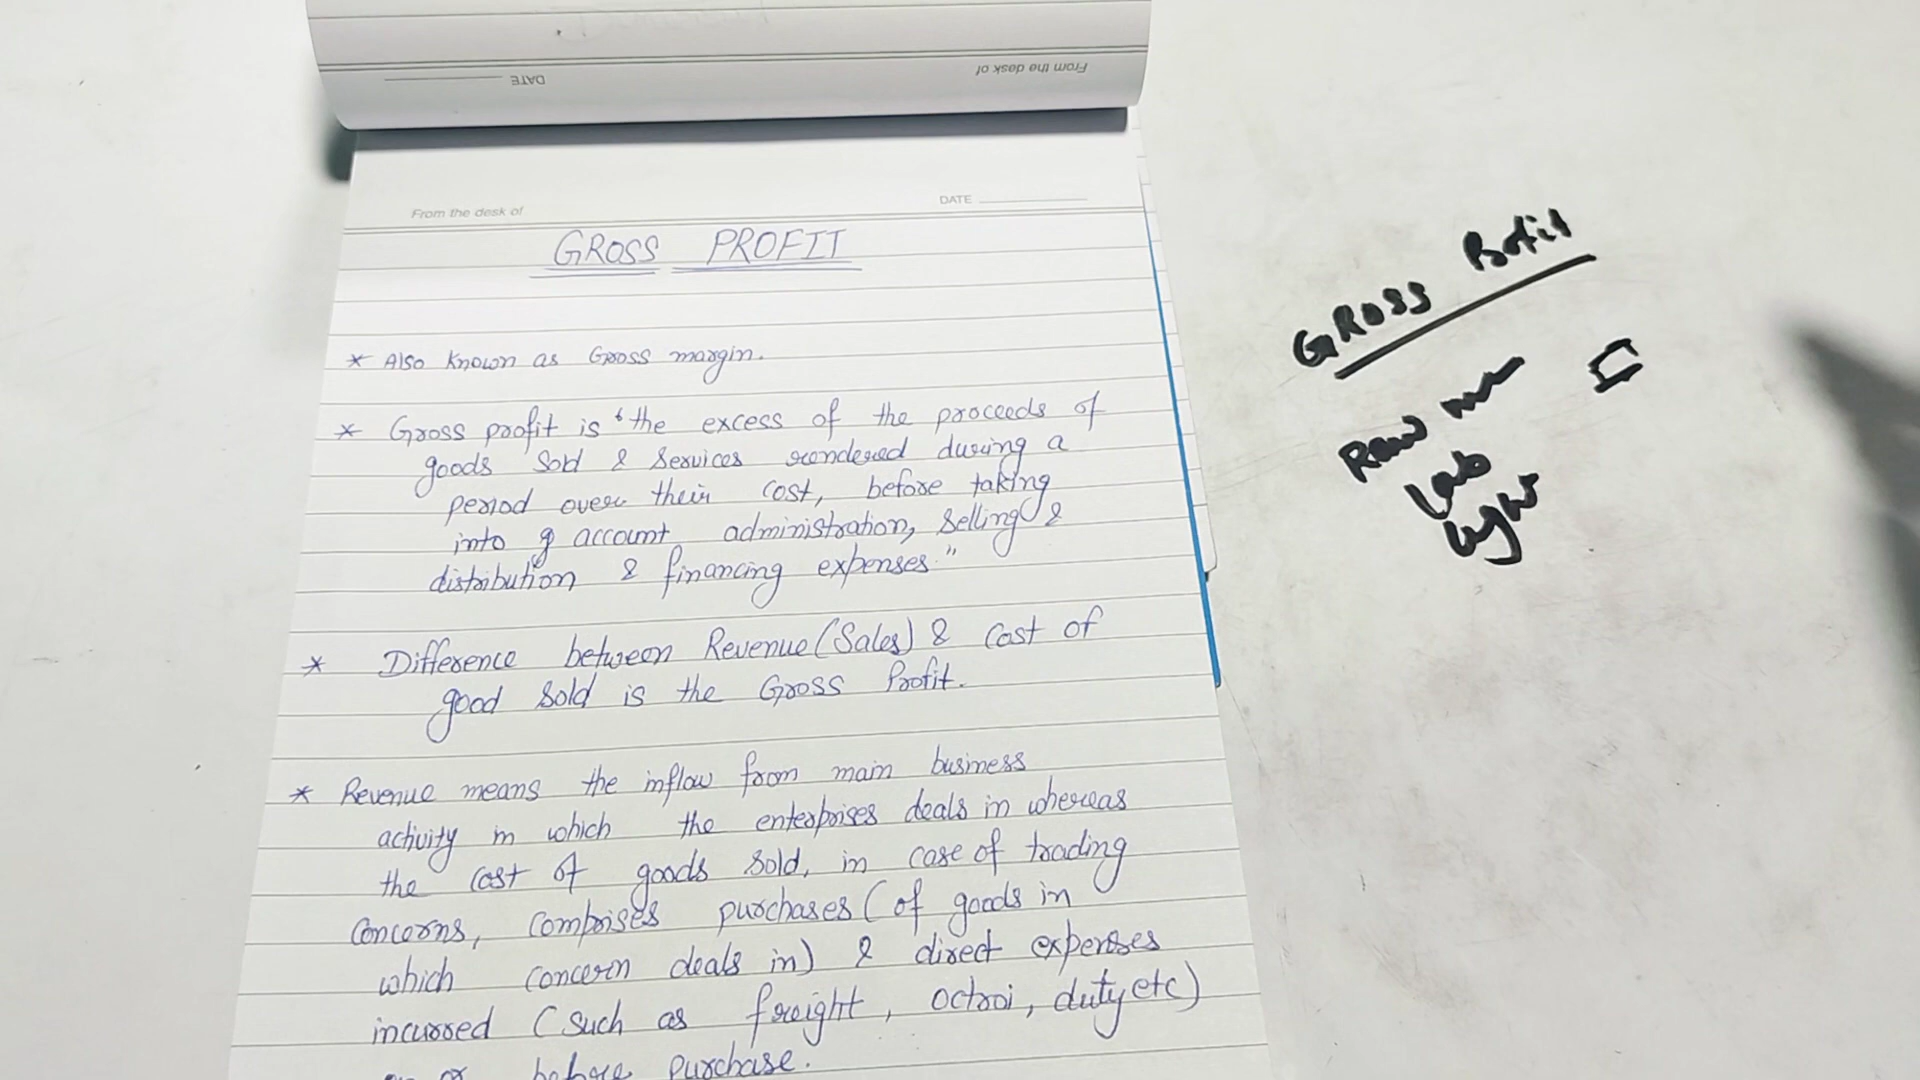 From the desk of
DATE
From the desk of
DATE
GROSS PROFIT
* Also known as Gross margin.
* Gross profit is "the excess of the proceeds of
goods sold & services rendered during a
period over their cost, before taking
into account administration, selling &
distribution & financing expenses."
* Difference between Revenue (Sales) & cost of
good sold is the Gross Profit.
* Revenue means the inflow from main business
activity in which the enterprises deals in whereas
the cost of goods sold, in case of trading
concerns, comprises purchases (of goods in
which concern deals in) & direct expenses
incurred (such as freight, octroi, duty etc)
on or before purchase.
GROSS Profit
Raw
Lab